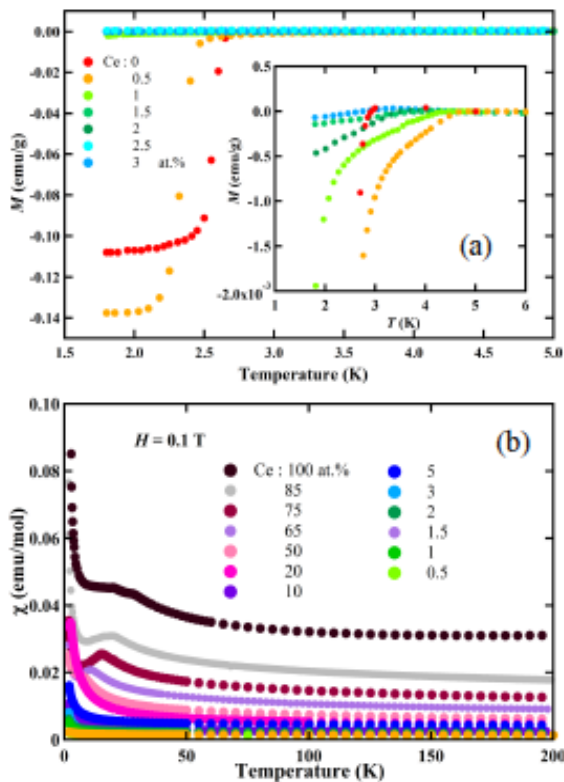 0.00
-0.02
-0.04
-0.06
-0.08
-0.10
-0.12
-0.14
M (emu/g)
Ce : 0
0.5
1
1.5
2
2.5
3 at.%
0.5
0.0
-0.5
-1.0
-1.5
-2.0x10⁻³
M (emu/g)
(a)
1 2 3 4 5 6
T (K)
1.5 2.0 2.5 3.0 3.5 4.0 4.5 5.0
Temperature (K)
0.10
0.08
0.06
0.04
0.02
0
χ (emu/mol)
H = 0.1 T
(b)
Ce : 100 at.% 5
85 3
75 2
65 1.5
50 1
20 0.5
10
0 50 100 150 200
Temperature (K)